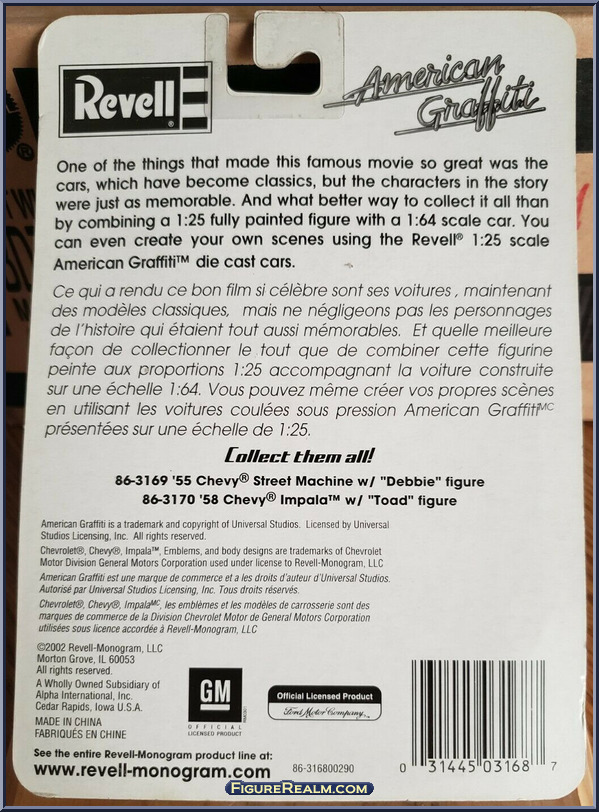 Revell®
American
Graffiti
One of the things that made this famous movie so great was the
cars, which have become classics, but the characters in the story
were just as memorable. And what better way to collect it all than
by combining a 1:25 fully painted figure with a 1:64 scale car. You
can even create your own scenes using the Revell® 1:25 scale
American Graffiti™ die cast cars.
Ce qui a rendu ce bon film si célèbre sont ses voitures , maintenant
des modèles classiques, mais ne négligeons pas les personnages
de l'histoire qui étaient tout aussi mémorables. Et quelle meilleure
façon de collectionner le tout que de combiner cette figurine
peinte aux proportions 1:25 accompagnant la voiture construite
sur une échelle 1:64. Vous pouvez même créer vos propres scènes
en utilisant les voitures coulées sous pression American GraffitiMC
présentées sur une échelle de 1:25.
Collect them all!
86-3169 '55 Chevy® Street Machine w/ "Debbie" figure
86-3170 '58 Chevy® Impala™ w/ "Toad" figure
American Graffiti is a trademark and copyright of Universal Studios. Licensed by Universal
Studios Licensing, Inc. All rights reserved.
Chevrolet®, Chevy®, Impala™, Emblems, and body designs are trademarks of Chevrolet
Motor Division General Motors Corporation used under license to Revell-Monogram, LLC
American Graffiti est une marque de commerce et a les droits d'auteur d'Universal Studios.
Autorisé par Universal Studios Licensing, Inc. Tous droits réservés.
Chevrolet®, Chevy®, ImpalaMC, les emblèmes et les modèles de carrosserie sont des
marques de commerce de la Division Chevrolet Motor de General Motors Corporation
utilisées sous licence accordée à Revell-Monogram, LLC
©2002 Revell-Monogram, LLC
Morton Grove, IL 60053
All rights reserved.
A Wholly Owned Subsidiary of
Alpha International, Inc.
Cedar Rapids, Iowa U.S.A.
MADE IN CHINA
FABRIQUÉS EN CHINE
GM
OFFICIAL
LICENSED PRODUCT
Official Licensed Product
Ford Motor Company
See the entire Revell-Monogram product line at:
www.revell-monogram.com
86-316800290
0 31445 03168 7
FigureRealm.com